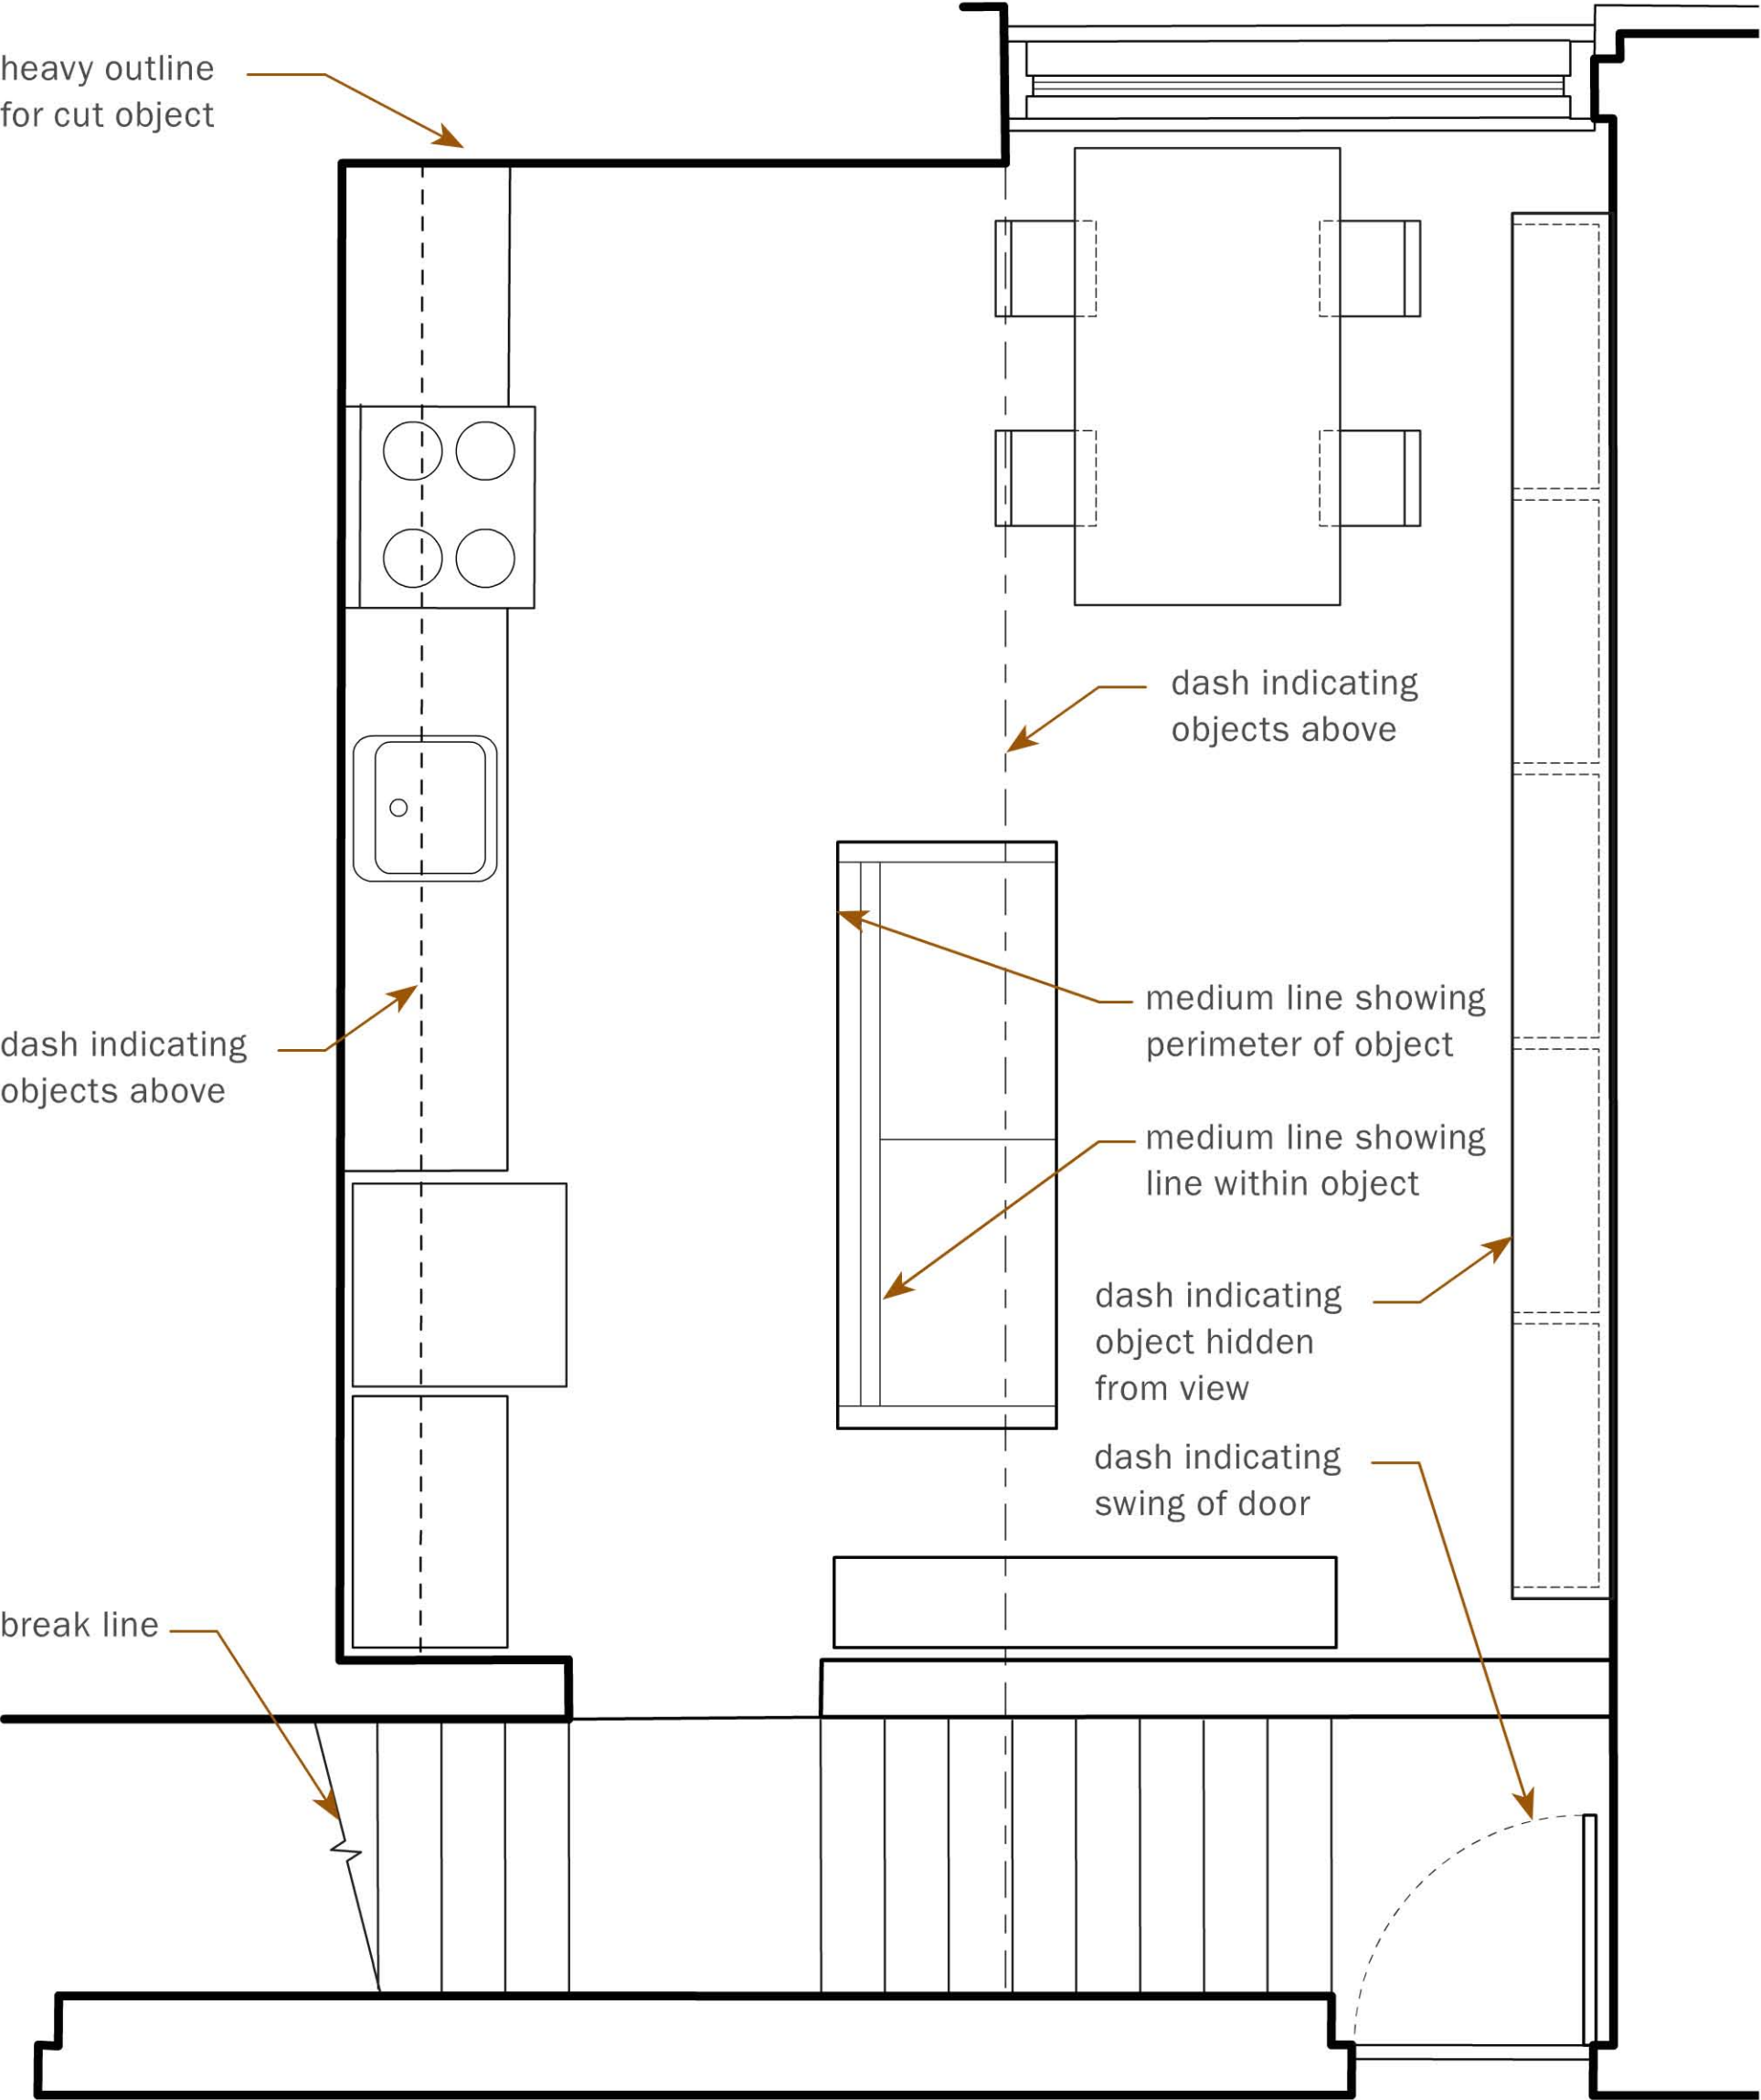 heavy outline
for cut object
dash indicating
objects above
medium line showing
perimeter of object
dash indicating
objects above
medium line showing
line within object
dash indicating
object hidden
from view
dash indicating
swing of door
break line